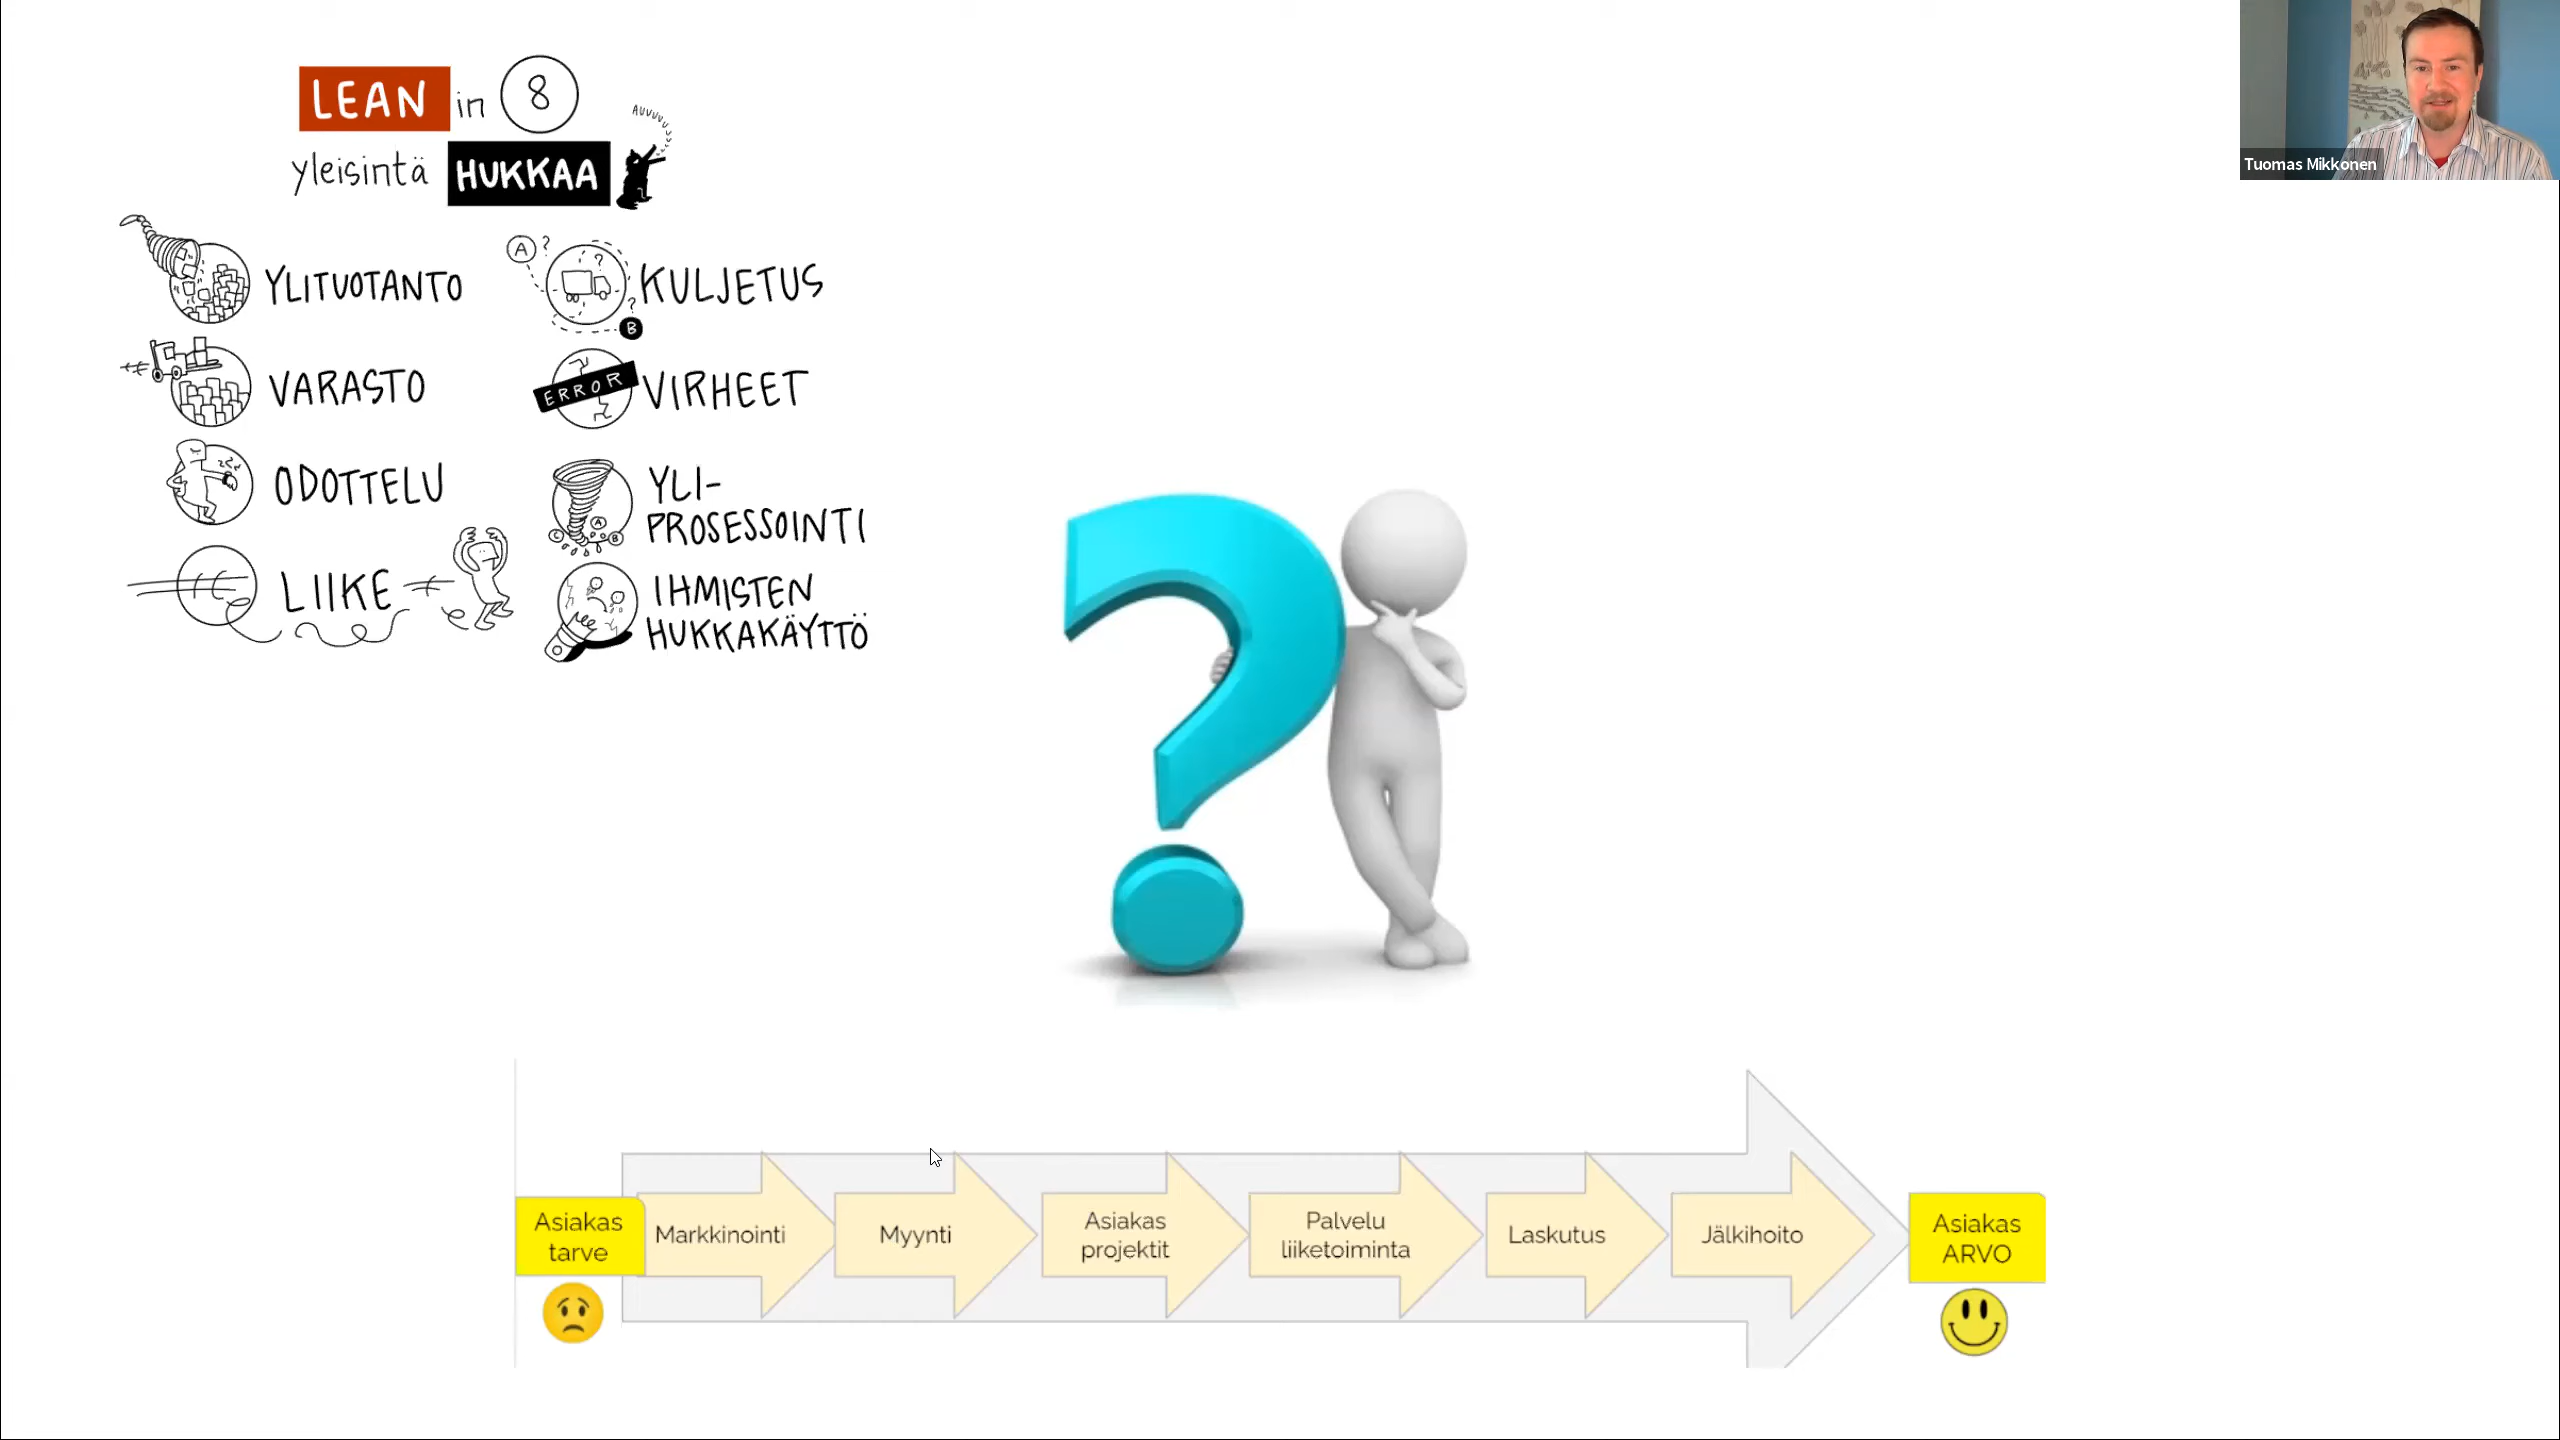 LEAN in 8
yleisintä HUKKAA
AUUUUU
YLITUOTANTO
VARASTO
ODOTTELU
LIIKE
A ?
?
?
B
KULJETUS
ERROR
VIRHEET
A
C
B
YLI-
PROSESSOINTI
IHMISTEN
HUKKAKÄYTTÖ
Tuomas Mikkonen
Asiakas
tarve
Markkinointi
Myynti
Asiakas
projektit
Palvelu
liiketoiminta
Laskutus
Jälkihoito
Asiakas
ARVO